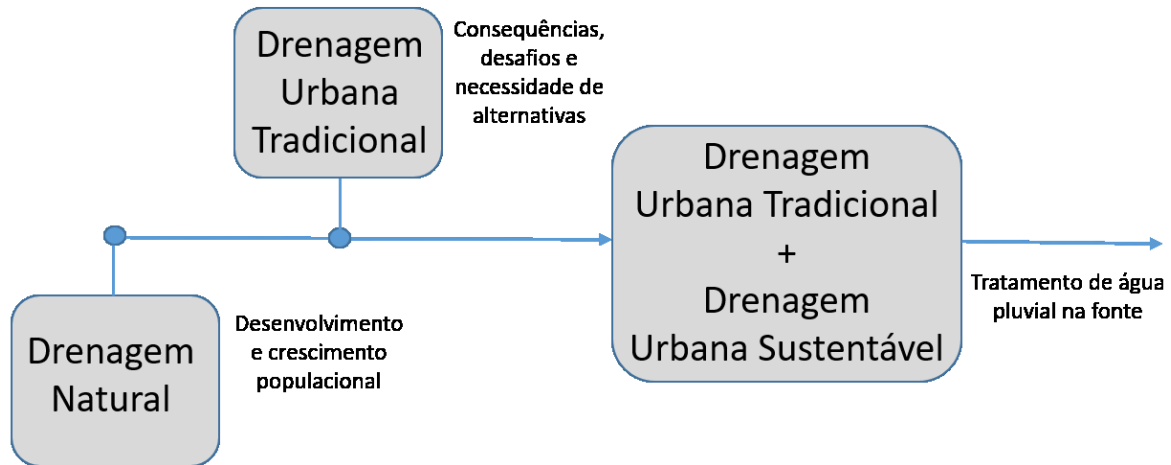 Drenagem
Urbana
Tradicional
Consequências,
desafios e
necessidade de
alternativas
Drenagem
Natural
Desenvolvimento
e crescimento
populacional
Drenagem
Urbana Tradicional
+
Drenagem
Urbana Sustentável
Tratamento de água
pluvial na fonte